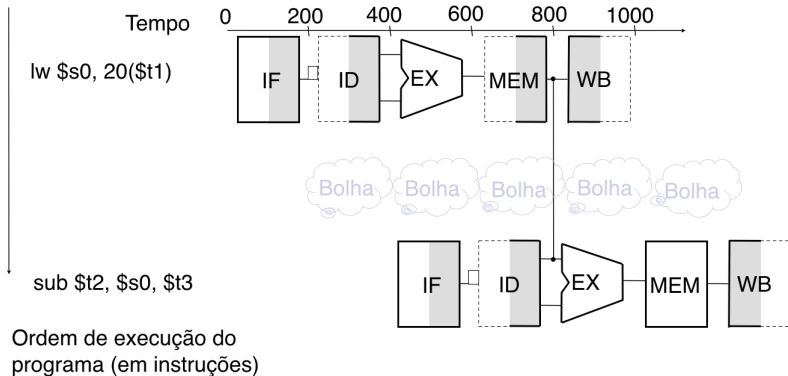 Tempo 0 200 400 600 800 1000
lw $s0, 20($t1)
IF ID EX MEM WB
Bolha Bolha Bolha Bolha Bolha
sub $t2, $s0, $t3
IF ID EX MEM WB
Ordem de execução do
programa (em instruções)